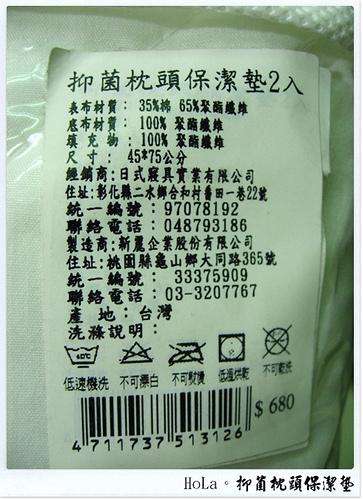 抑菌枕頭保潔墊2入
表布材質：35%棉 65%聚酯纖維
底布材質：100% 聚酯纖維
填充物：100% 聚酯纖維
尺寸：45*75公分
經銷商:日式寢具實業有限公司
住址:彰化縣二水鄉合和村番田一巷22號
統一編號：97078192
聯絡電話：048793186
製造商:新麗企業股份有限公司
住址:桃園縣龜山鄉大同路365號
統一編號：33375909
聯絡電話：03-3207767
產地：台灣
洗滌說明：
40℃
低速機洗 不可漂白 不可熨燙 低溫烘乾 不可乾洗
$ 680
4 711737 513126
HoLa。抑菌枕頭保潔墊